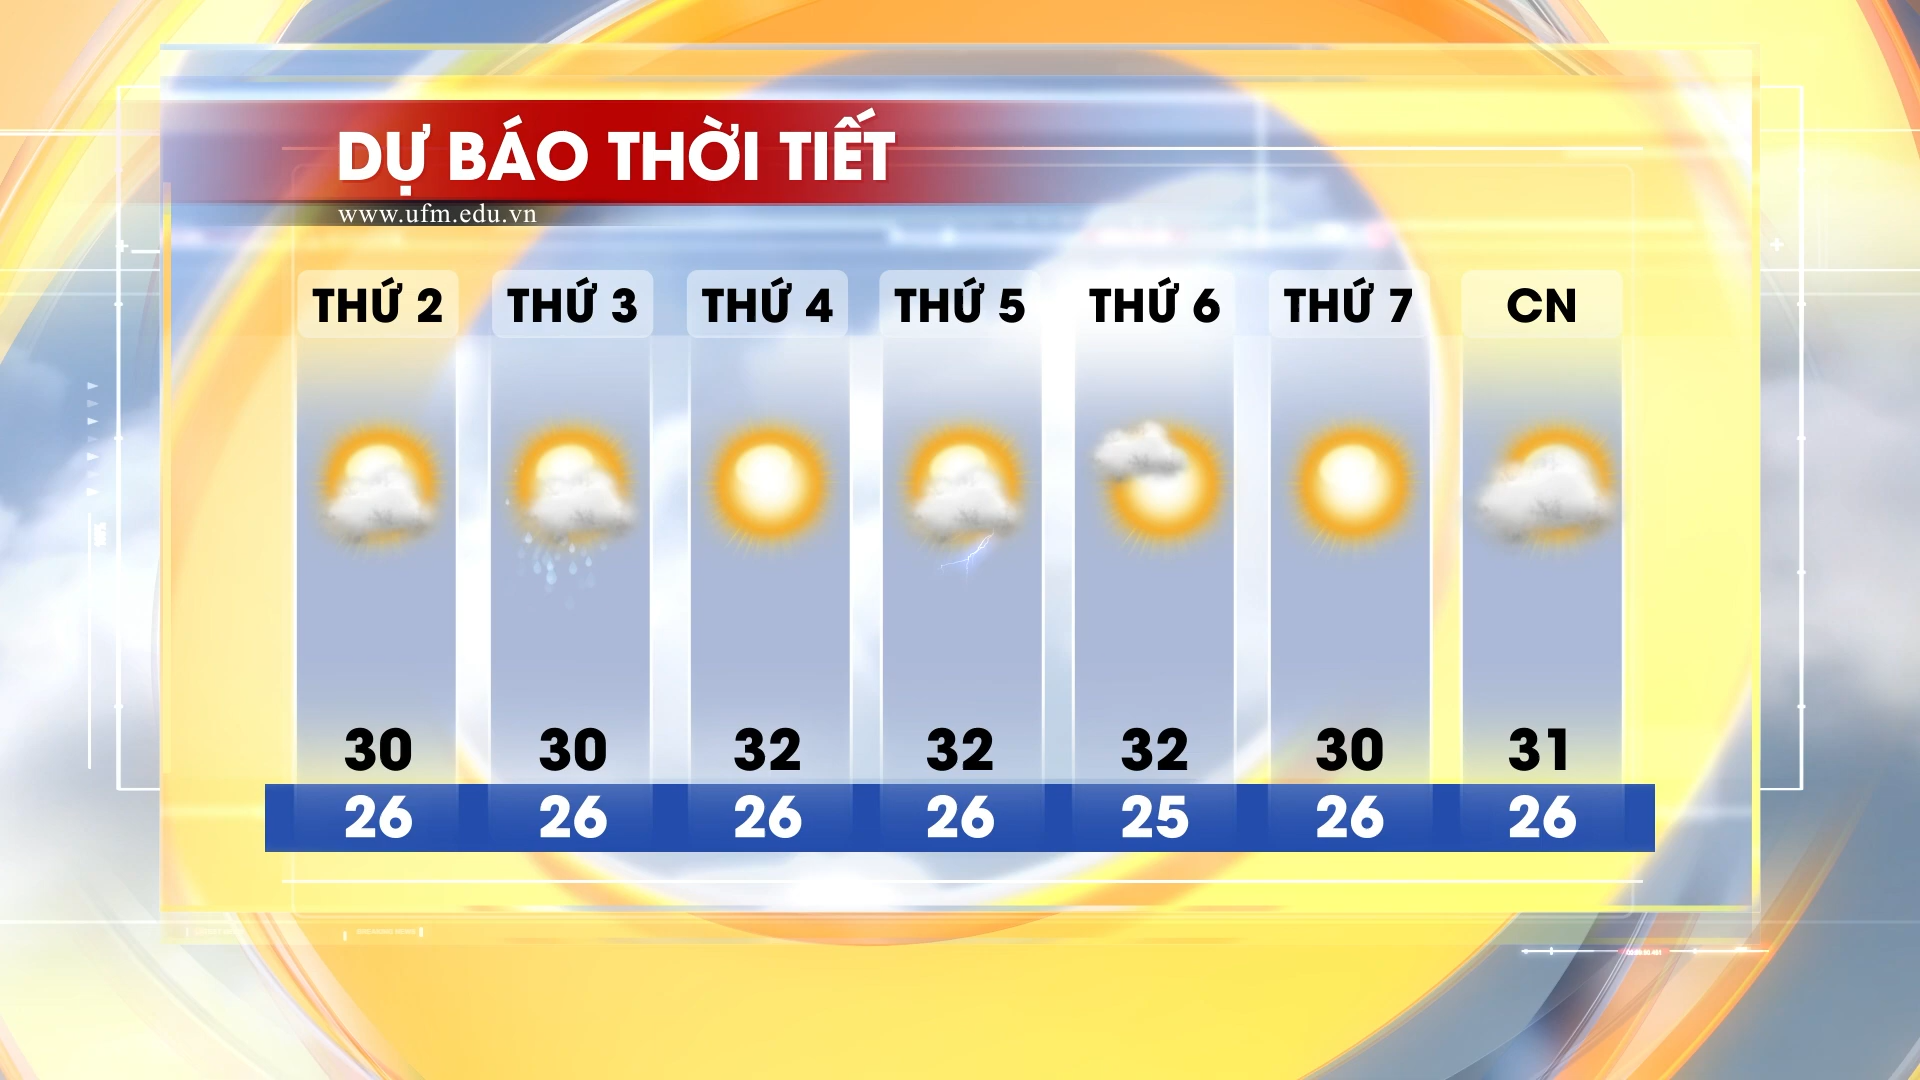 DỰ BÁO THỜI TIẾT
www.ufm.edu.vn
THỨ 2 THỨ 3 THỨ 4 THỨ 5 THỨ 6 THỨ 7 CN
30 30 32 32 32 30 31
26 26 26 26 25 26 26